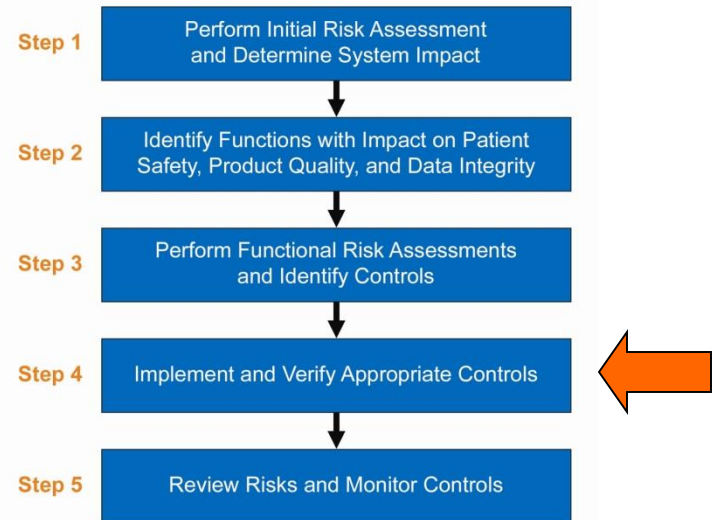 Step 1
Perform Initial Risk Assessment
and Determine System Impact
Step 2
Identify Functions with Impact on Patient
Safety, Product Quality, and Data Integrity
Step 3
Perform Functional Risk Assessments
and Identify Controls
Step 4
Implement and Verify Appropriate Controls
Step 5
Review Risks and Monitor Controls